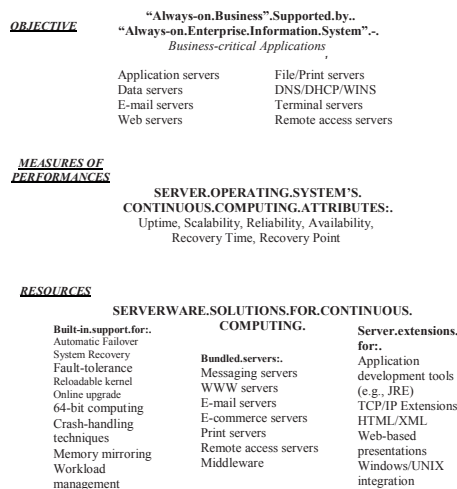 OBJECTIVE
“Always-on.Business”.Supported.by..
“Always-on.Enterprise.Information.System”.-.
Business-critical Applications
Application servers
Data servers
E-mail servers
Web servers
File/Print servers
DNS/DHCP/WINS
Terminal servers
Remote access servers
MEASURES OF
PERFORMANCES
SERVER.OPERATING.SYSTEM’S.
CONTINUOUS.COMPUTING.ATTRIBUTES:.
Uptime, Scalability, Reliability, Availability,
Recovery Time, Recovery Point
RESOURCES
SERVERWARE.SOLUTIONS.FOR.CONTINUOUS.
COMPUTING.
Built-in.support.for:.
Automatic Failover
System Recovery
Fault-tolerance
Reloadable kernel
Online upgrade
64-bit computing
Crash-handling
techniques
Memory mirroring
Workload
management
Bundled.servers:.
Messaging servers
WWW servers
E-mail servers
E-commerce servers
Print servers
Remote access servers
Middleware
Server.extensions.
for:.
Application
development tools
(e.g., JRE)
TCP/IP Extensions
HTML/XML
Web-based
presentations
Windows/UNIX
integration